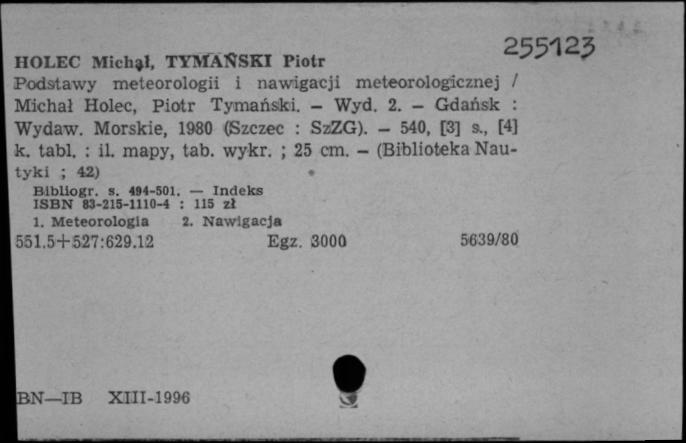 255123
HOLEC Michał, TYMAŃSKI Piotr
Podstawy meteorologii i nawigacji meteorologicznej /
Michał Holec, Piotr Tymański. — Wyd. 2. — Gdańsk :
Wydaw. Morskie, 1980 (Szczec : SzZG). — 540, [3] s., [4]
k. tabl. : il. mapy, tab. wykr. ; 25 cm. — (Biblioteka Nau-
tyki ; 42)
Bibliogr. s. 494-501. — Indeks
ISBN 83-215-1110-4 : 115 zł
1. Meteorologia 2. Nawigacja
551.5+527:629.12 Egz. 3000 5639/80
BN—IB XIII-1996